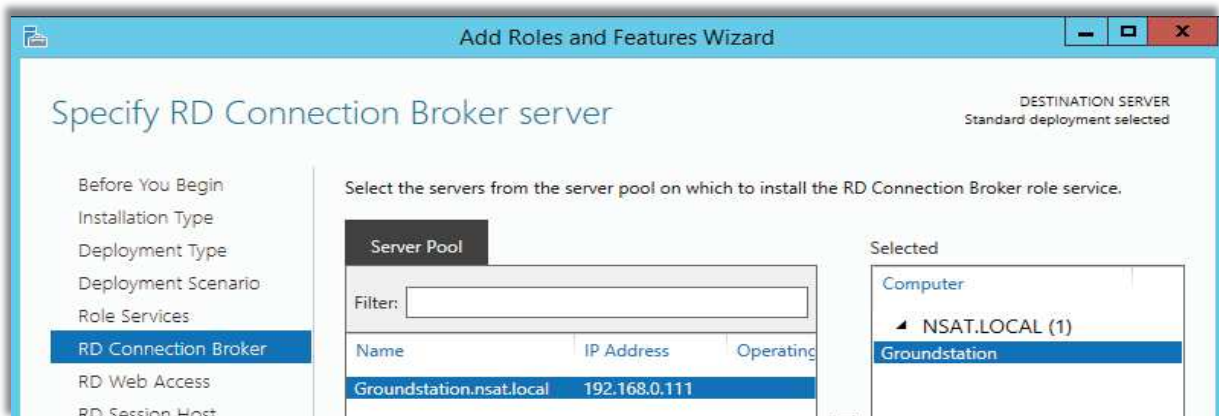 Add Roles and Features Wizard
Specify RD Connection Broker server
DESTINATION SERVER
Standard deployment selected
Before You Begin
Installation Type
Deployment Type
Deployment Scenario
Role Services
RD Connection Broker
RD Web Access
RD Session Host
Select the servers from the server pool on which to install the RD Connection Broker role service.
Server Pool
Filter:
Name IP Address Operating
Groundstation.nsat.local 192.168.0.111
Selected
Computer
NSAT.LOCAL (1)
Groundstation